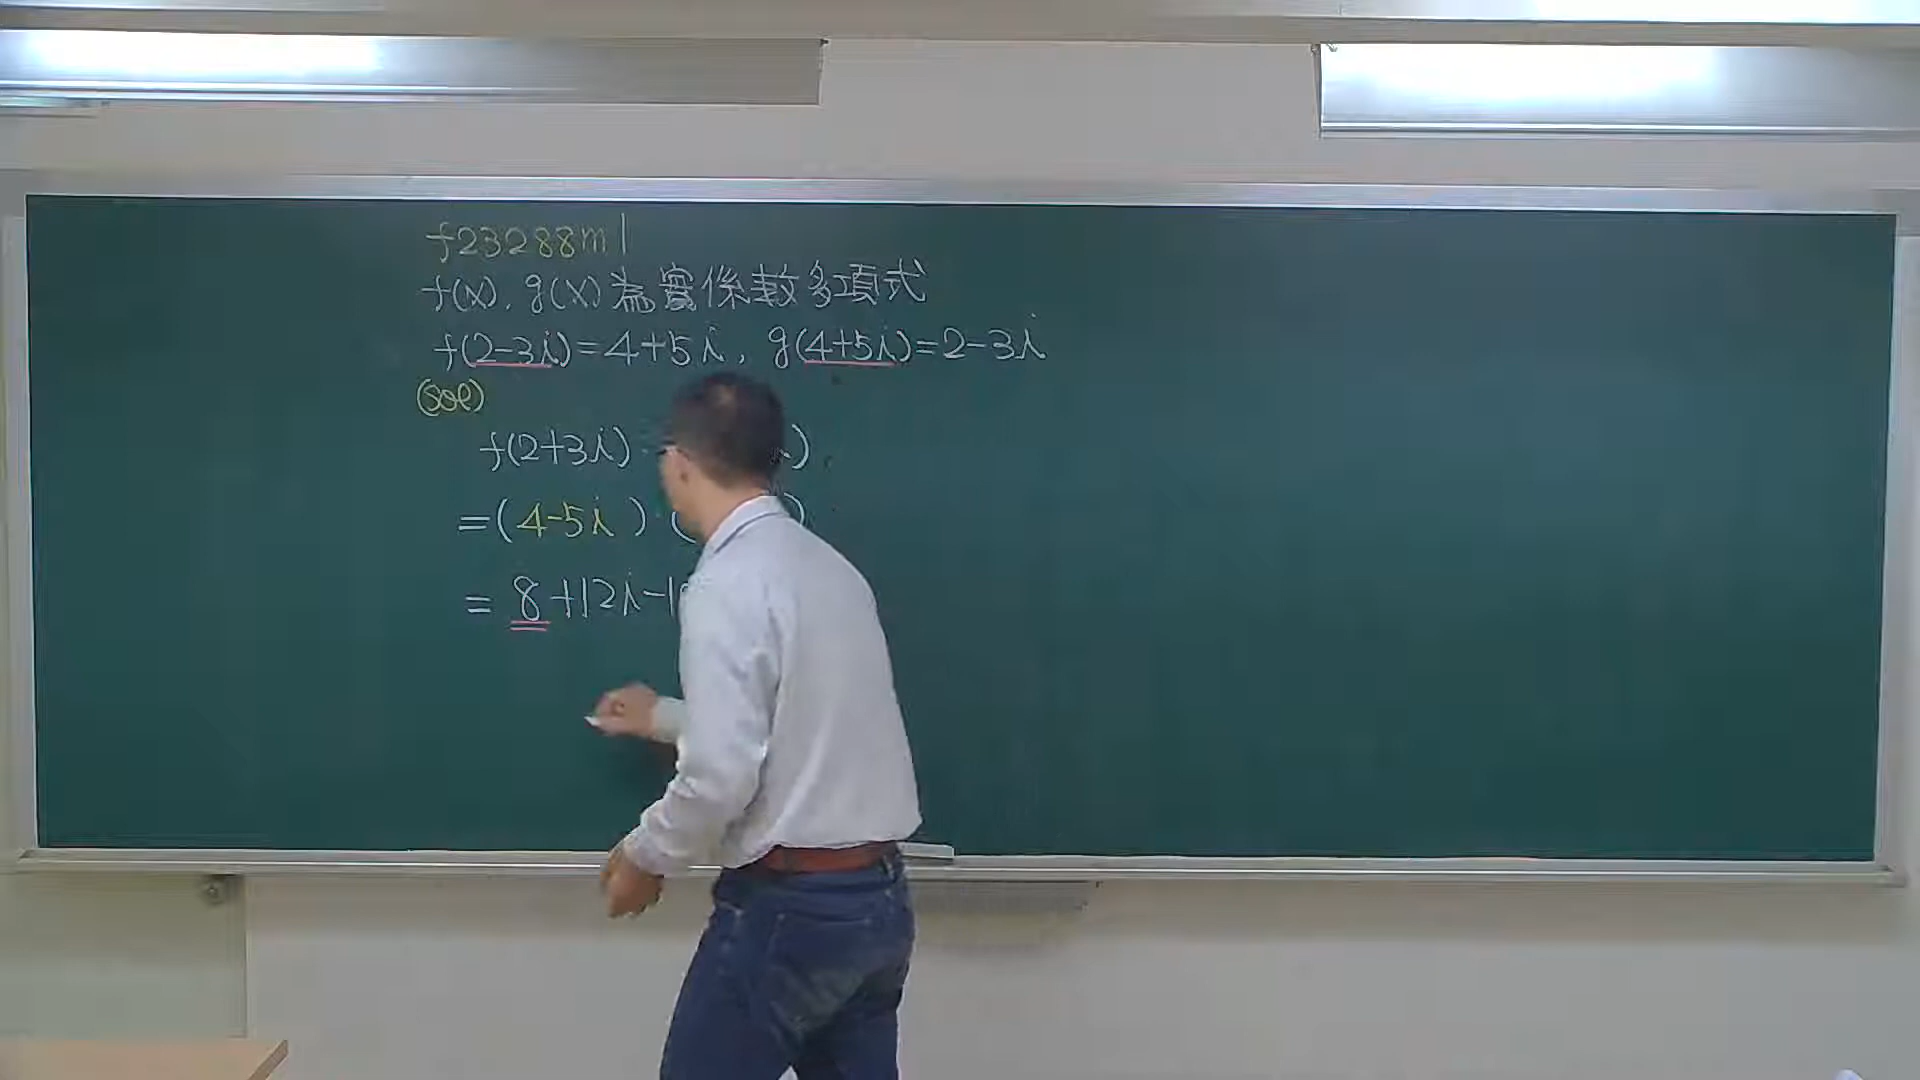 f23288m1
f(x), g(x)為實係數多項式
f(2-3i)=4+5i, g(4+5i)=2-3i
(sol)
f(2+3i)· i)
=(4-5i)·( )
= 8+12i-1